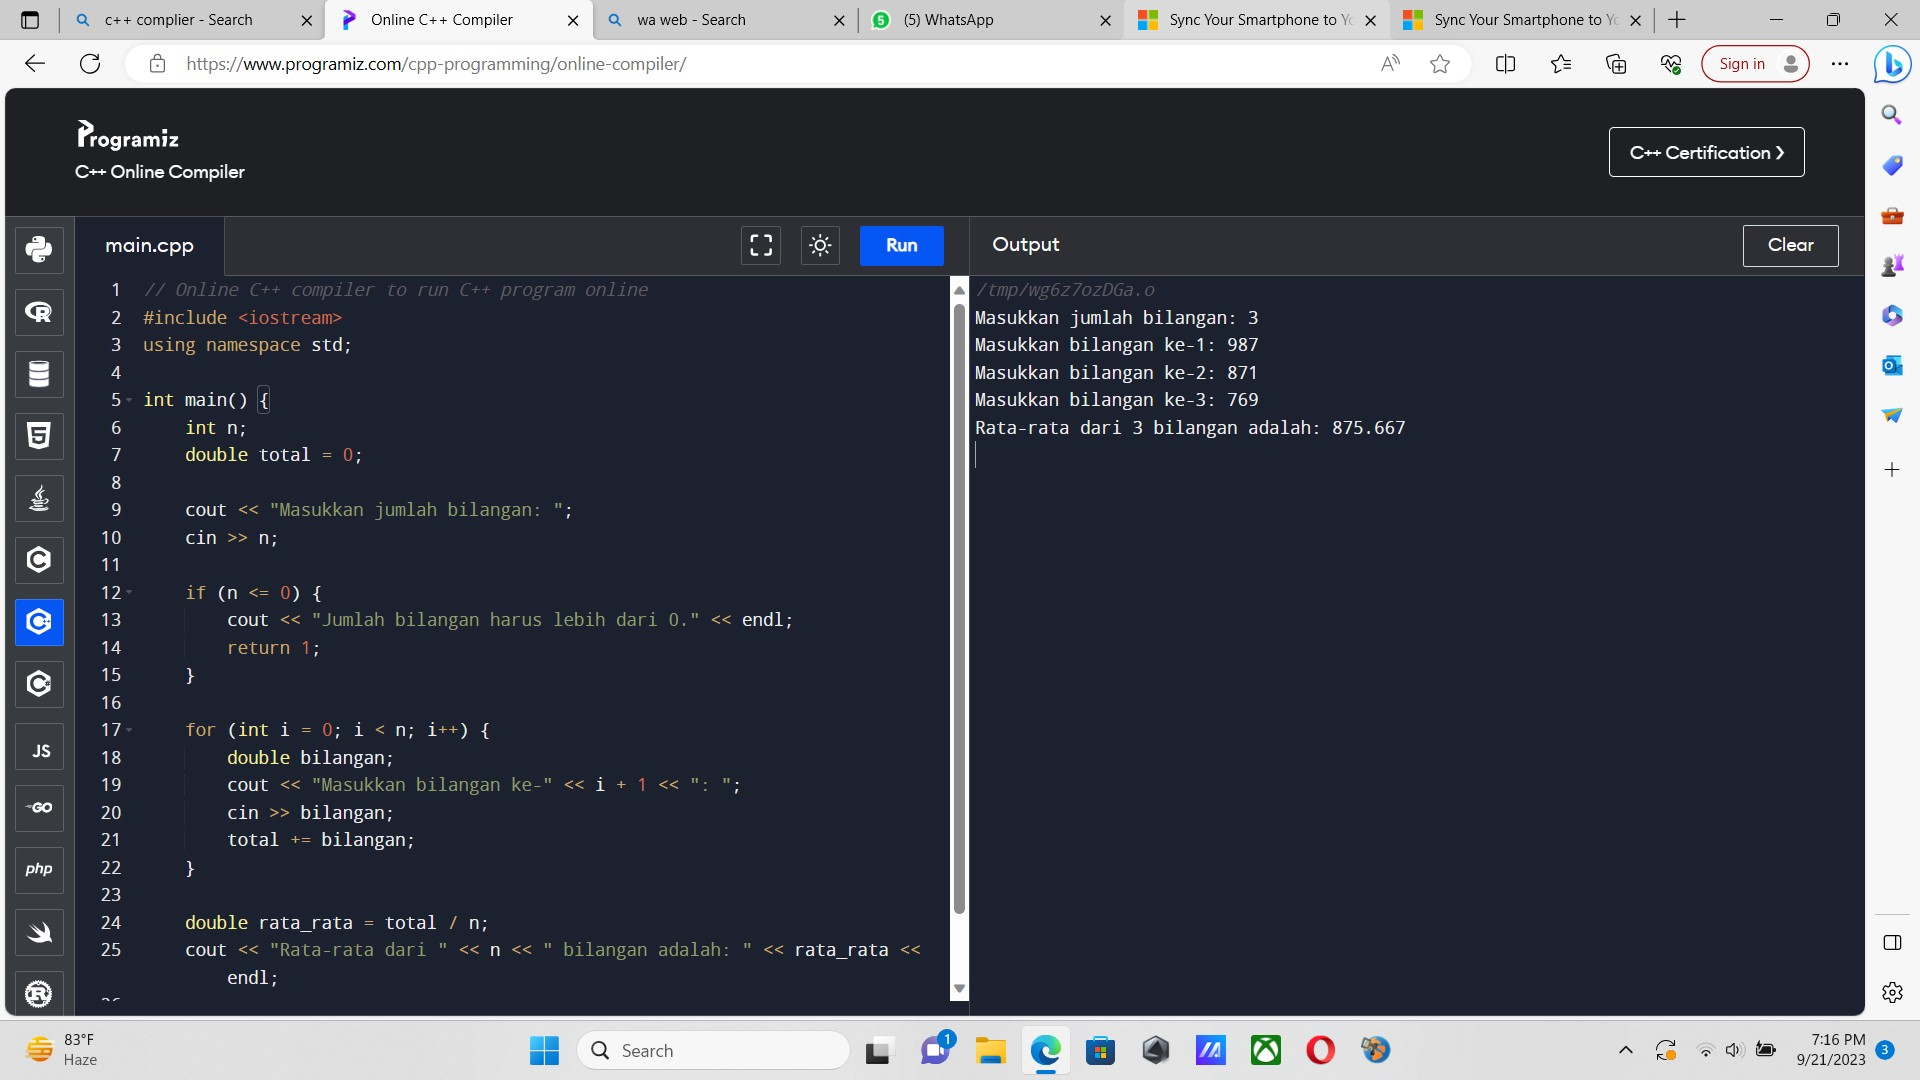 c++ complier - Search
Online C++ Compiler
wa web - Search
(5) WhatsApp
Sync Your Smartphone to Yo
Sync Your Smartphone to Yo
https://www.programiz.com/cpp-programming/online-compiler/
Sign in
Programiz
C++ Online Compiler
C++ Certification
main.cpp
Run
Output
Clear
1 // Online C++ compiler to run C++ program online
2 #include <iostream>
3 using namespace std;
4
5 int main() {
6 int n;
7 double total = 0;
8
9 cout << "Masukkan jumlah bilangan: ";
10 cin >> n;
11
12 if (n <= 0) {
13 cout << "Jumlah bilangan harus lebih dari 0." << endl;
14 return 1;
15 }
16
17 for (int i = 0; i < n; i++) {
18 double bilangan;
19 cout << "Masukkan bilangan ke-" << i + 1 << ": ";
20 cin >> bilangan;
21 total += bilangan;
22 }
23
24 double rata_rata = total / n;
25 cout << "Rata-rata dari " << n << " bilangan adalah: " << rata_rata <<
endl;
/tmp/wg6z7ozDGa.o
Masukkan jumlah bilangan: 3
Masukkan bilangan ke-1: 987
Masukkan bilangan ke-2: 871
Masukkan bilangan ke-3: 769
Rata-rata dari 3 bilangan adalah: 875.667
JS
GO
php
83°F
Haze
Search
1
7:16 PM
9/21/2023
3